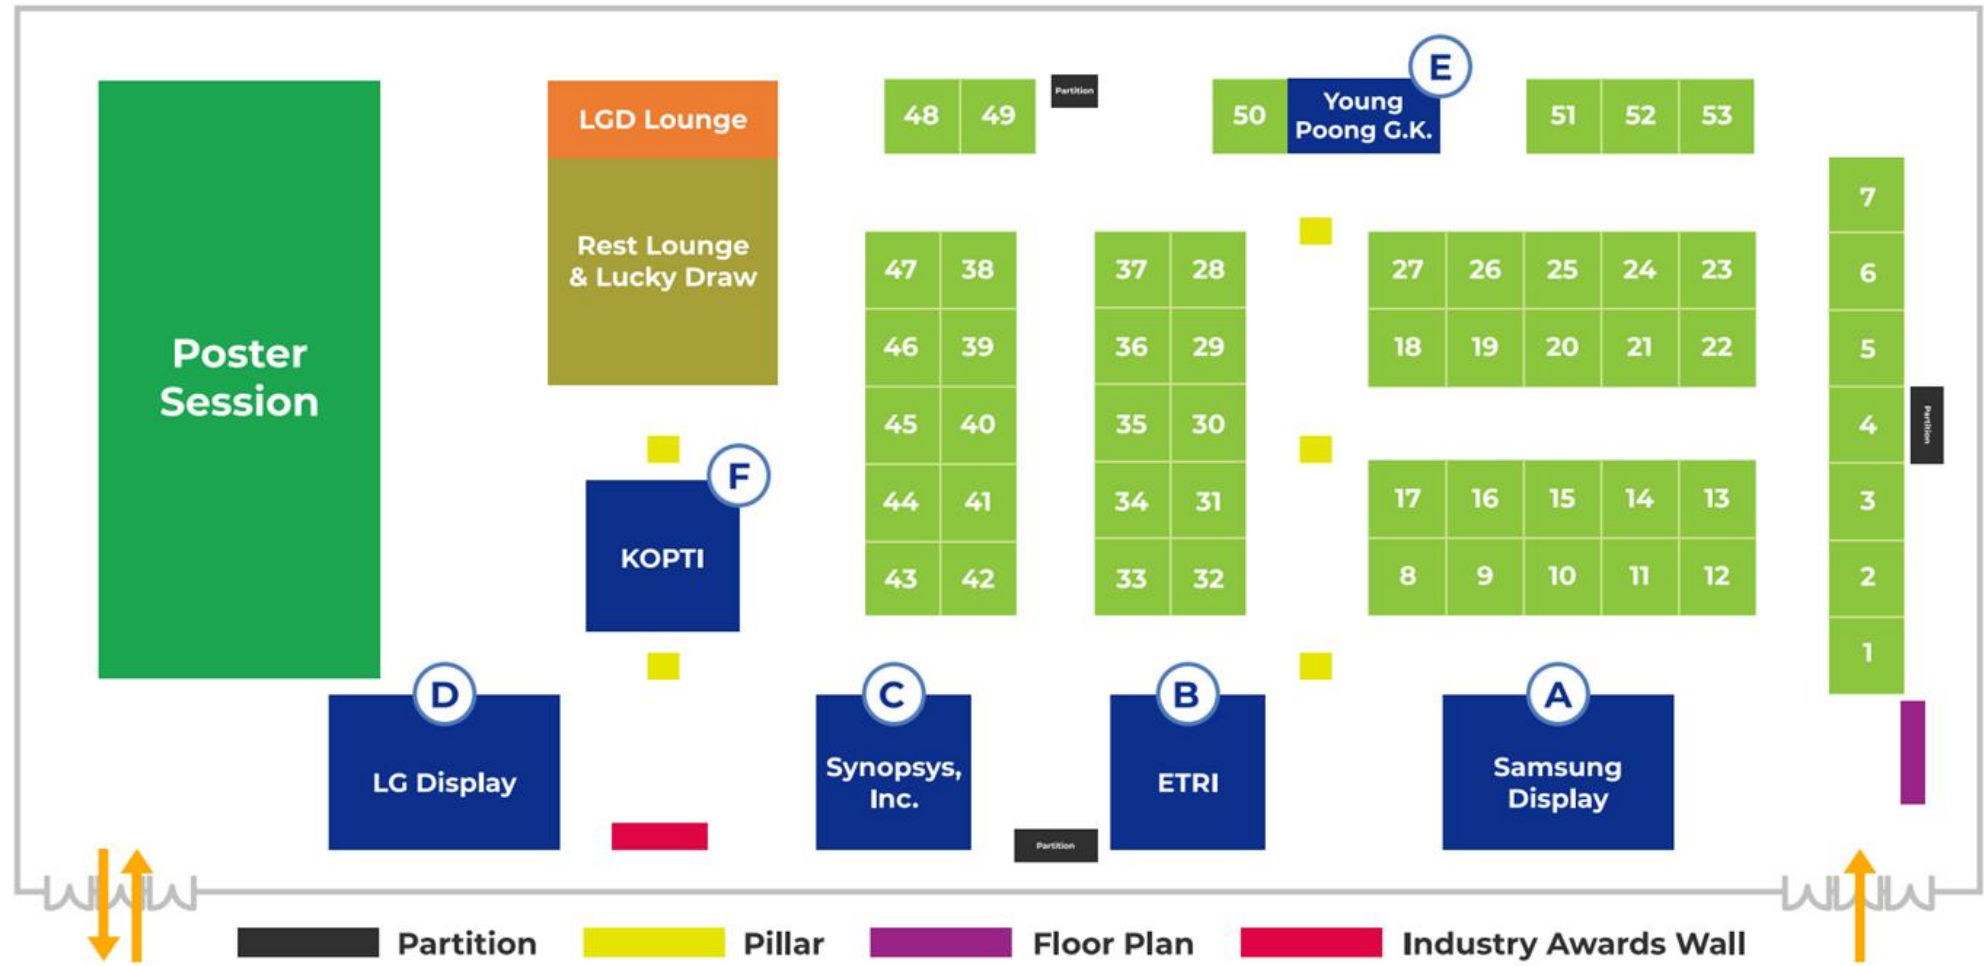 E
LGD Lounge
48 49
Partition
50
Young
Poong G.K.
51 52 53
7
Rest Lounge
& Lucky Draw
47 38
37 28
27 26 25 24 23
6
Poster
Session
46 39
36 29
18 19 20 21 22
5
45 40
35 30
4
Partition
F
44 41
34 31
17 16 15 14 13
3
KOPTI
43 42
33 32
8 9 10 11 12
2
1
D
C
B
A
LG Display
Synopsys,
Inc.
ETRI
Samsung
Display
Partition
Partition
Pillar
Floor Plan
Industry Awards Wall